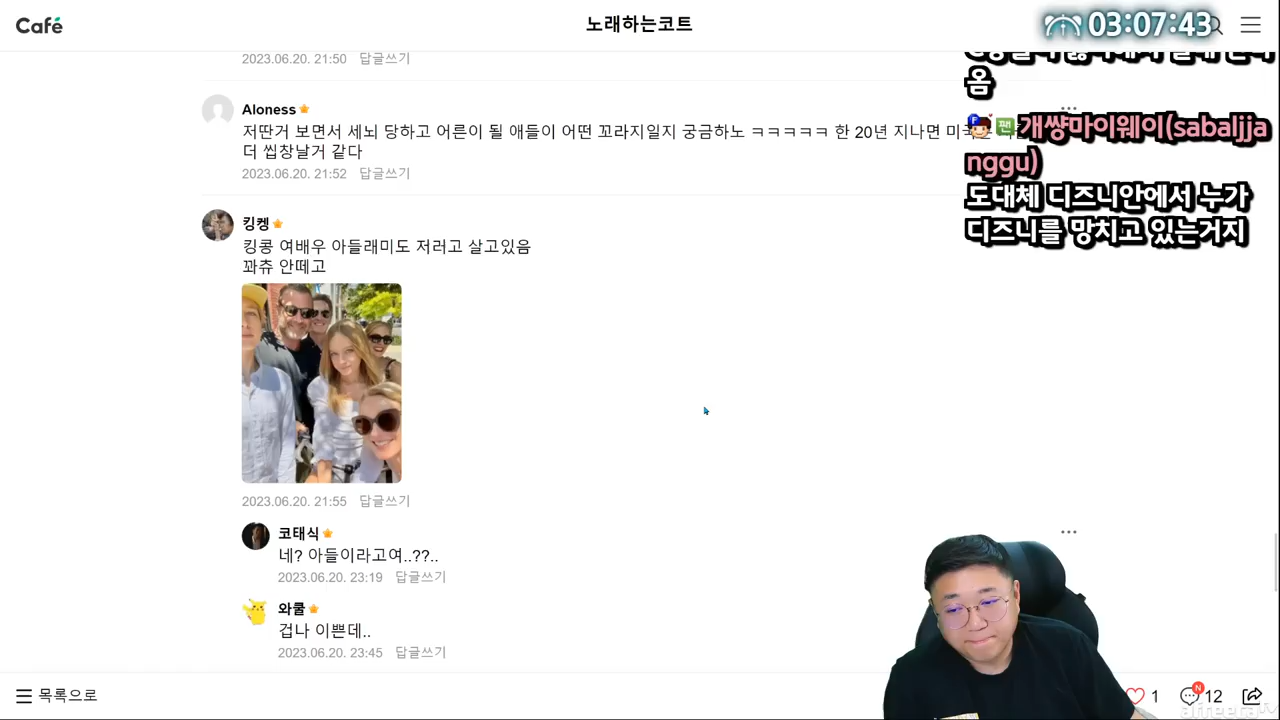 Café
노래하는코트
03:07:43
2023.06.20. 21:50 답글쓰기
옴
Aloness
저딴거 보면서 세뇌 당하고 어른이 될 애들이 어떤 꼬라지일지 궁금하노 ㅋㅋㅋㅋㅋ 한 20년 지나면
더 씹창날거 같다
2023.06.20. 21:52 답글쓰기
팬 개썅마이웨이(sabaljja
nggu)
도대체 디즈니안에서 누가
디즈니를 망치고 있는거지
킹켕
킹콩 여배우 아들래미도 저러고 살고있음
꽈츄 안떼고
2023.06.20. 21:55 답글쓰기
코태식
네? 아들이라고여..??..
2023.06.20. 23:19 답글쓰기
와쿨
겁나 이쁜데..
2023.06.20. 23:45 답글쓰기
목록으로
1
N
12
afreecaTV